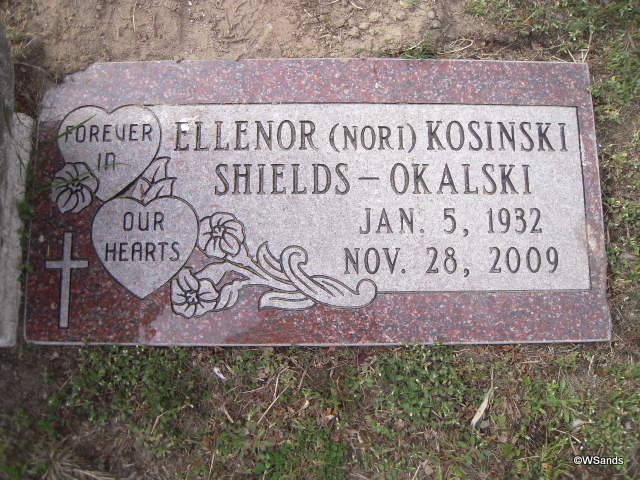 FOREVER
IN
OUR
HEARTS
ELLENOR (NORI) KOSINSKI
SHIELDS - OKALSKI
JAN. 5, 1932
NOV. 28, 2009
©WSands